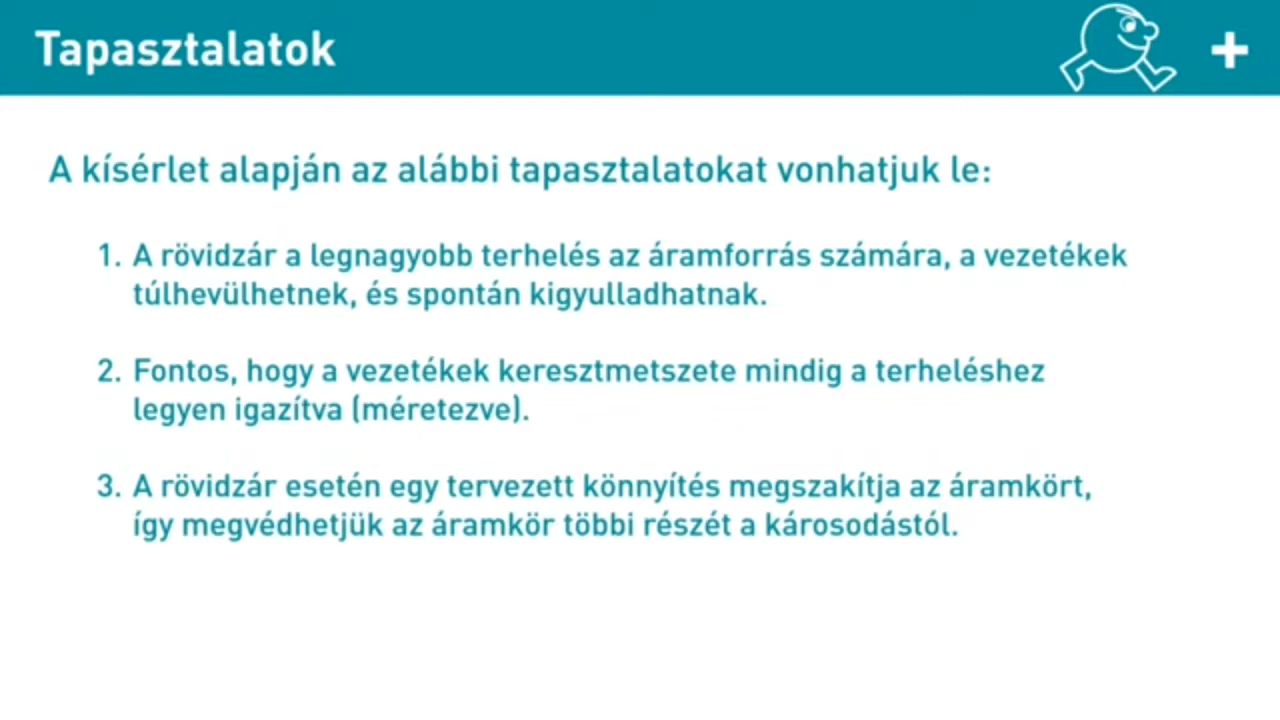 Tapasztalatok
+
A kísérlet alapján az alábbi tapasztalatokat vonhatjuk le:
1. A rövidzár a legnagyobb terhelés az áramforrás számára, a vezetékek
túlhevülhetnek, és spontán kigyulladhatnak.
2. Fontos, hogy a vezetékek keresztmetszete mindig a terheléshez
legyen igazítva (méretezve).
3. A rövidzár esetén egy tervezett könnyítés megszakítja az áramkört,
így megvédhetjük az áramkör többi részét a károsodástól.